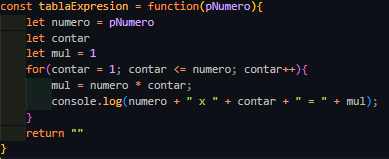 const tablaExpresion = function(pNumero){
let numero = pNumero
let contar
let mul = 1
for(contar = 1; contar <= numero; contar++){
mul = numero * contar;
console.log(numero + " x " + contar + " = " + mul);
}
return ""
}